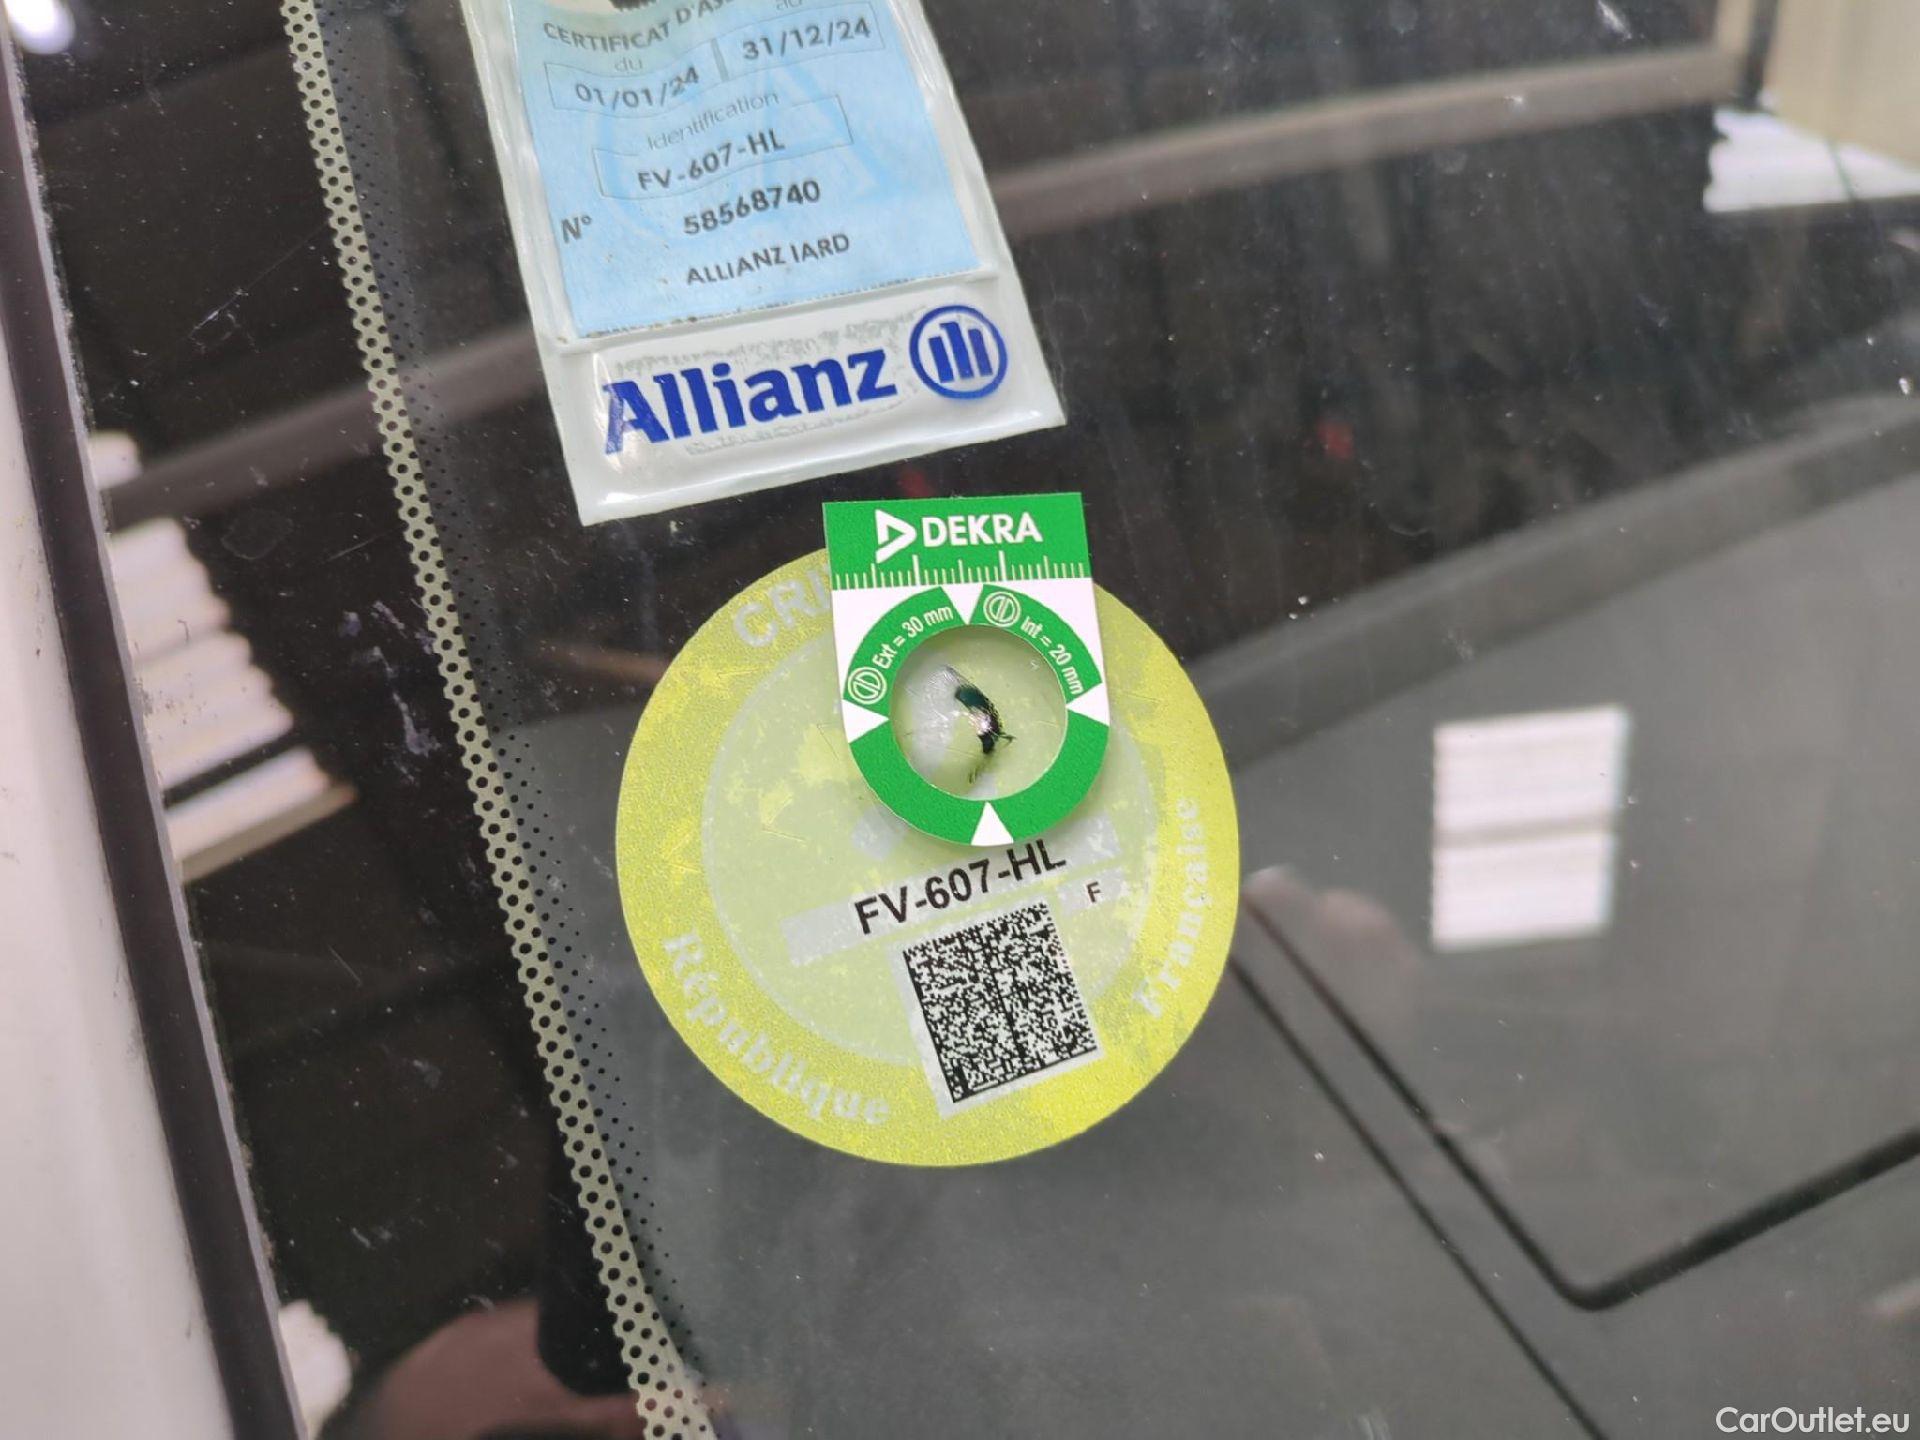 CERTIFICAT D'ASS
du
au
01/01/24
31/12/24
Identification
FV-607-HL
N° 58568740
ALLIANZ IARD
Allianz
DEKRA
Ext = 30 mm
Int = 20 mm
CRI
FV-607-HL
F
République
Française
CarOutlet.eu